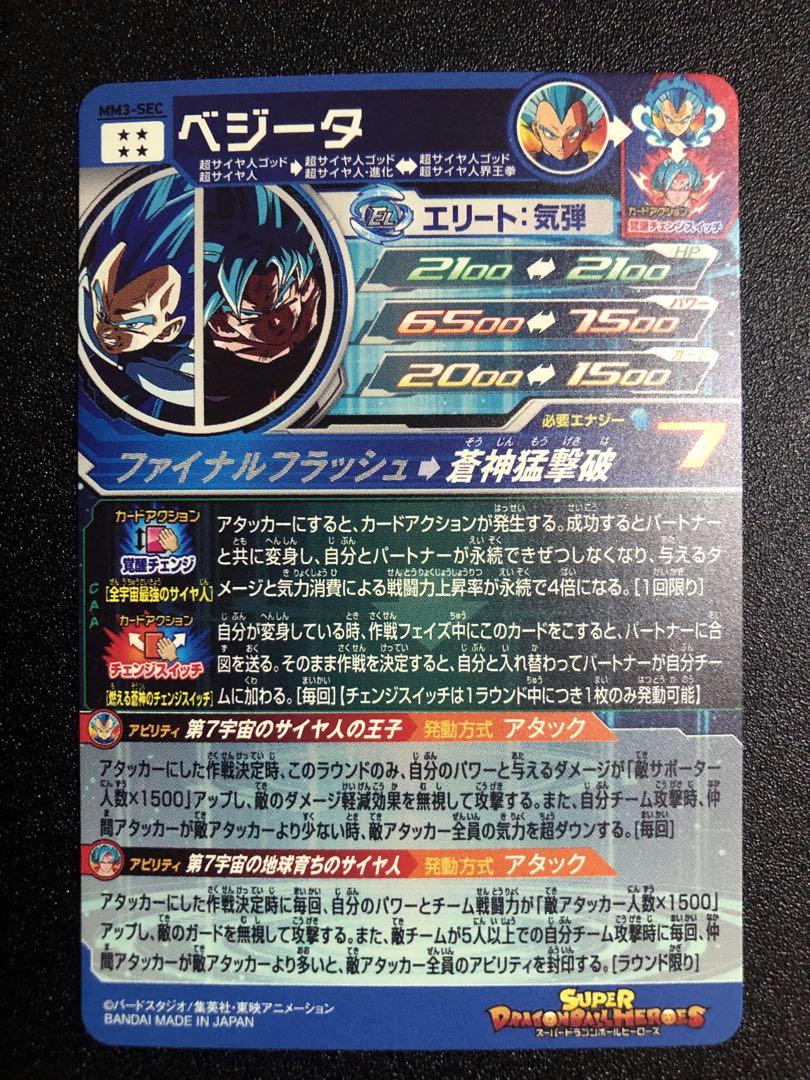 MM3-SEC
ベジータ
超サイヤ人ゴッド 超サイヤ人➡超サイヤ人ゴッド 超サイヤ人・進化⬌超サイヤ人ゴッド 超サイヤ人界王拳
カードアクション
覚醒チェンジスイッチ
EL エリート:気弾
HP
2100 ⬌ 2100
パワー
6500 ⬌ 7500
ガード
2000 ⬌ 1500
必要エナジー 7
ファイナルフラッシュ➡蒼神猛撃破
CAA
カードアクション
覚醒チェンジ
[全宇宙最強のサイヤ人]
アタッカーにすると、カードアクションが発生する。成功するとパートナー
と共に変身し、自分とパートナーが永続できぜつしなくなり、与えるダ
メージと気力消費による戦闘力上昇率が永続で4倍になる。[1回限り]
カードアクション
チェンジスイッチ
[燃える蒼神のチェンジスイッチ]
自分が変身している時、作戦フェイズ中にこのカードをこすると、パートナーに合
図を送る。そのまま作戦を決定すると、自分と入れ替わってパートナーが自分チー
ムに加わる。[毎回]【チェンジスイッチは1ラウンド中につき1枚のみ発動可能】
アビリティ 第7宇宙のサイヤ人の王子 発動方式 アタック
アタッカーにした作戦決定時、このラウンドのみ、自分のパワーと与えるダメージが「敵サポーター
人数×1500」アップし、敵のダメージ軽減効果を無視して攻撃する。また、自分チーム攻撃時、仲
間アタッカーが敵アタッカーより少ない時、敵アタッカー全員の気力を超ダウンする。[毎回]
アビリティ 第7宇宙の地球育ちのサイヤ人 発動方式 アタック
アタッカーにした作戦決定時に毎回、自分のパワーとチーム戦闘力が「敵アタッカー人数×1500」
アップし、敵のガードを無視して攻撃する。また、敵チームが5人以上での自分チーム攻撃時に毎回、仲
間アタッカーが敵アタッカーより多いと、敵アタッカー全員のアビリティを封印する。[ラウンド限り]
©バードスタジオ/集英社・東映アニメーション
BANDAI MADE IN JAPAN
SUPER
DRAGONBALL HEROES
スーパードラゴンボールヒーローズ